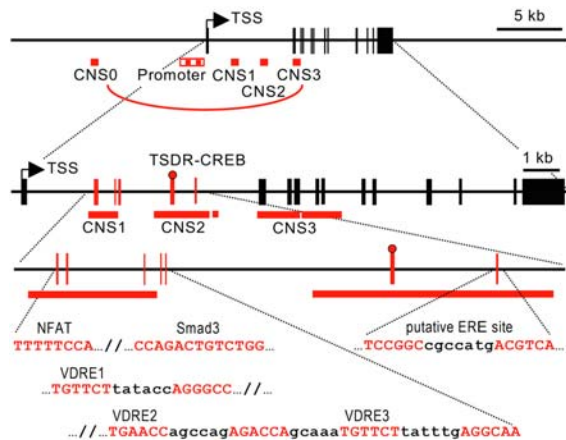 TSS
5 kb
CNS0 Promoter CNS1 CNS3
CNS2
TSDR-CREB
1 kb
TSS
CNS1 CNS2 CNS3
NFAT Smad3 putative ERE site
TTTTTCCA...//...CCAGACTGTCTGG... ...TCCGGCcgccatgACGTCA...
VDRE1
...TGTTCTtataccAGGGCC...//...
VDRE2 VDRE3
...//...TGAACCagccagAGACCAgcaaaTGTTCTtatttgAGGCAA